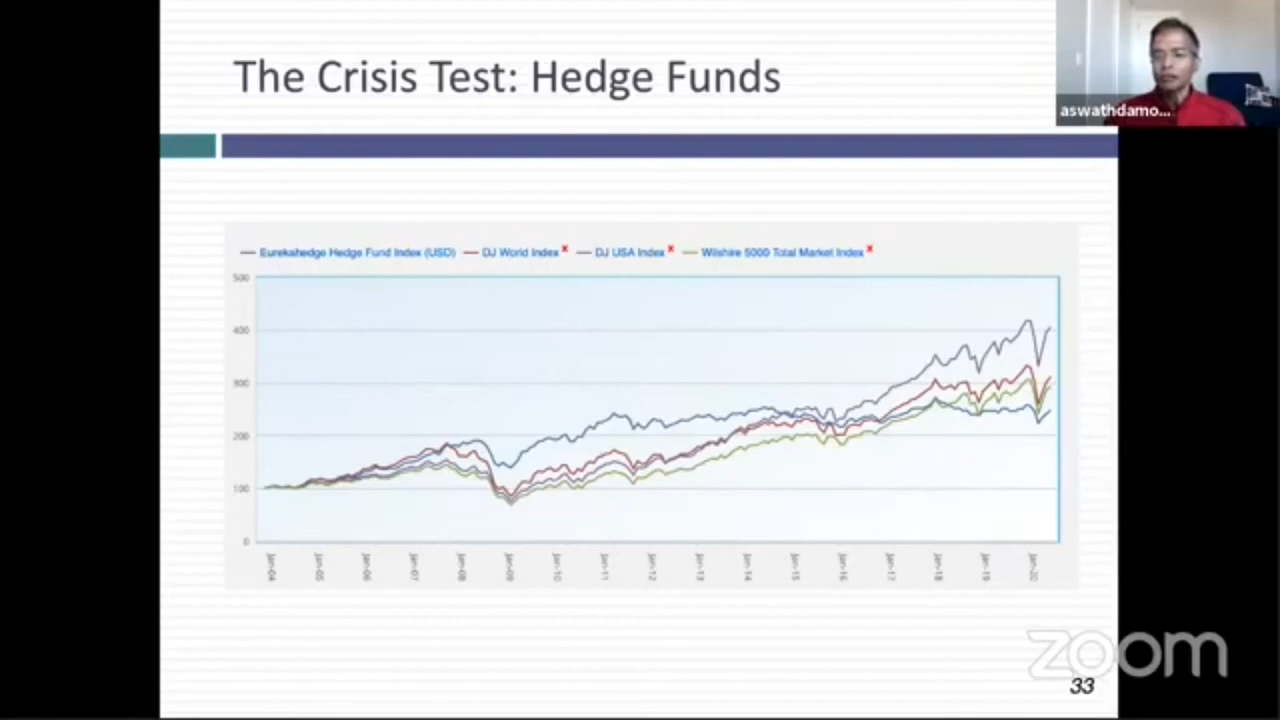 The Crisis Test: Hedge Funds
aswathdamo...
Eurekahedge Hedge Fund Index (USD) DJ World Index x DJ USA Index x Wilshire 5000 Total Market Index x
500
400
300
200
100
0
Jan-04 Jan-05 Jan-06 Jan-07 Jan-08 Jan-09 Jan-10 Jan-11 Jan-12 Jan-13 Jan-14 Jan-15 Jan-16 Jan-17 Jan-18 Jan-19 Jan-20
zoom
33